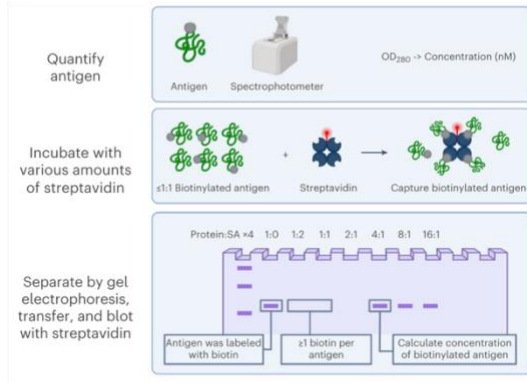 Quantify
antigen
Antigen
Spectrophotometer
OD280 -> Concentration (nM)
Incubate with
various amounts
of streptavidin
≤1:1 Biotinylated antigen
+
Streptavidin
Capture biotinylated antigen
Separate by gel
electrophoresis,
transfer, and blot
with streptavidin
Protein:SA ×4 1:0 1:2 1:1 2:1 4:1 8:1 16:1
Antigen was labeled
with biotin
≥1 biotin per
antigen
Calculate concentration
of biotinylated antigen